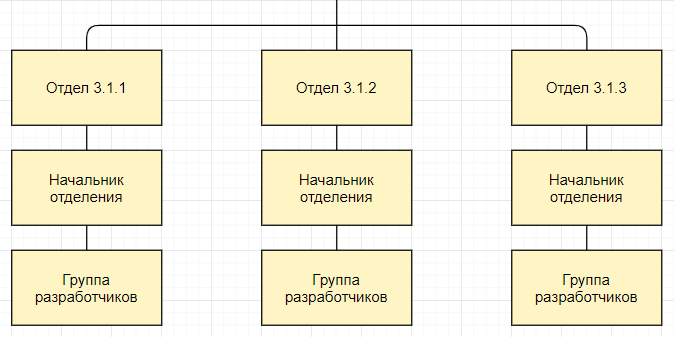 Отдел 3.1.1
Отдел 3.1.2
Отдел 3.1.3
Начальник
отделения
Начальник
отделения
Начальник
отделения
Группа
разработчиков
Группа
разработчиков
Группа
разработчиков